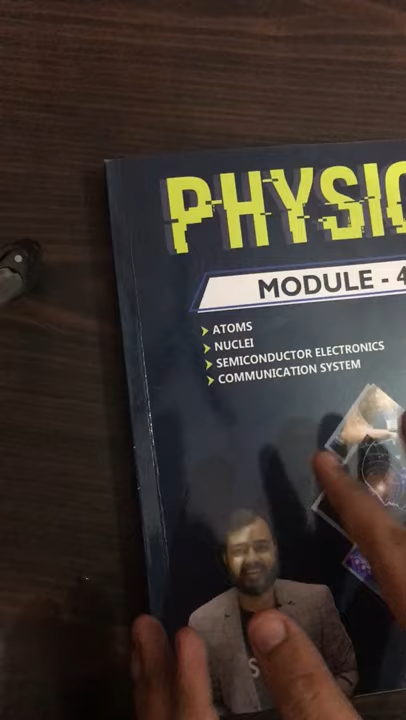 PHYSIC
MODULE - 4
ATOMS
NUCLEI
SEMICONDUCTOR ELECTRONICS
COMMUNICATION SYSTEM